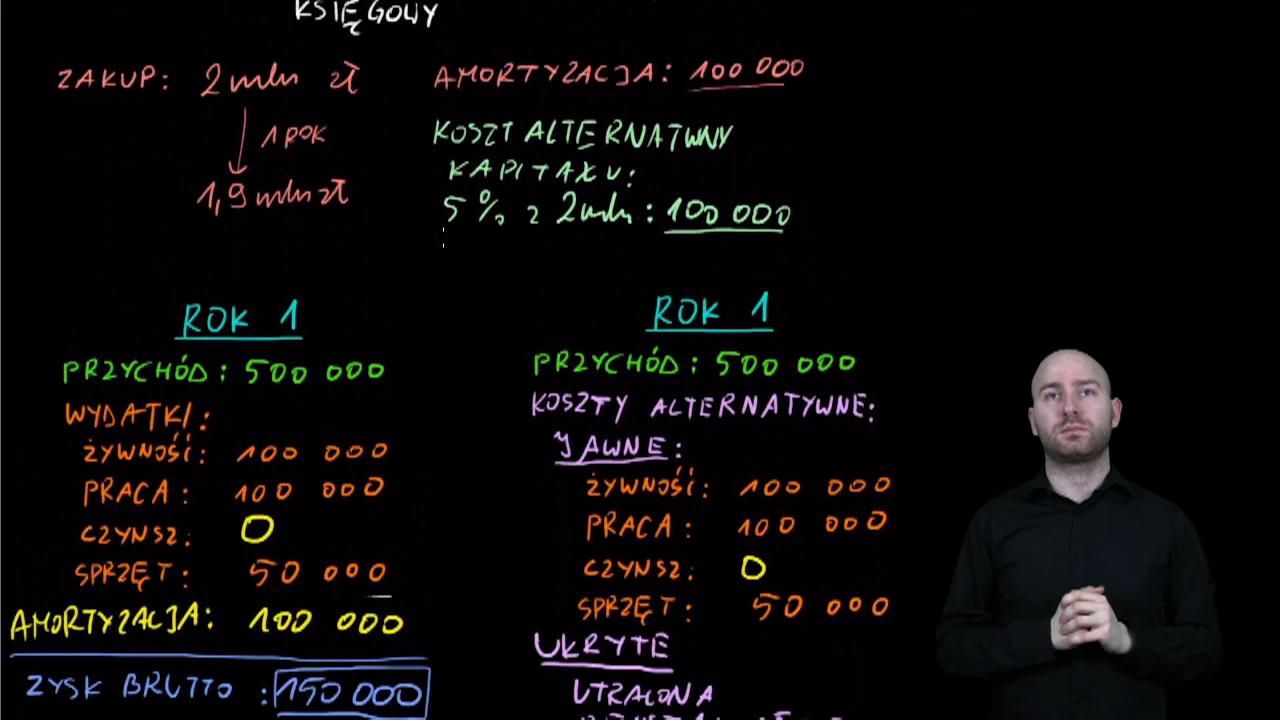 KSIĘGOWY
ZAKUP: 2 mln zł
1 ROK
1,9 mln zł
AMORTYZACJA: 100 000
KOSZT ALTERNATWNY
KAPITAŁU:
5% z 2mln: 100 000
ROK 1
PRZYCHÓD: 500 000
WYDATKI:
ŻYWNOŚĆ: 100 000
PRACA: 100 000
CZYNSZ: 0
SPRZĘT: 50 000
AMORTYZACJA: 100 000
ZYSK BRUTTO: 150 000
ROK 1
PRZYCHÓD: 500 000
KOSZTY ALTERNATYWNE:
JAWNE:
ŻYWNOŚĆ: 100 000
PRACA: 100 000
CZYNSZ: 0
SPRZĘT: 50 000
UKRYTE
UTRACONA